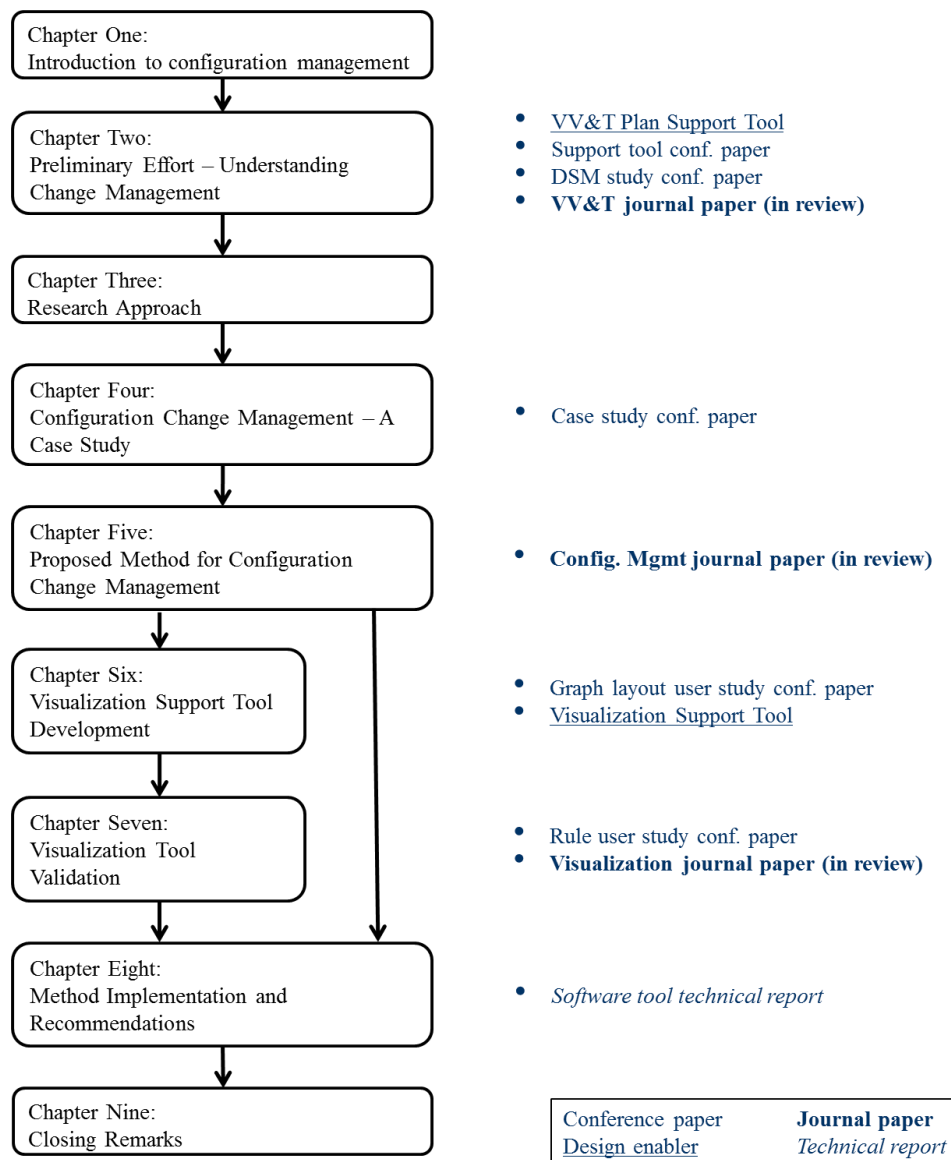 Chapter One:
Introduction to configuration management
Chapter Two:
Preliminary Effort – Understanding
Change Management
• VV&T Plan Support Tool
• Support tool conf. paper
• DSM study conf. paper
• VV&T journal paper (in review)
Chapter Three:
Research Approach
Chapter Four:
Configuration Change Management – A
Case Study
• Case study conf. paper
Chapter Five:
Proposed Method for Configuration
Change Management
• Config. Mgmt journal paper (in review)
Chapter Six:
Visualization Support Tool
Development
• Graph layout user study conf. paper
• Visualization Support Tool
Chapter Seven:
Visualization Tool
Validation
• Rule user study conf. paper
• Visualization journal paper (in review)
Chapter Eight:
Method Implementation and
Recommendations
• Software tool technical report
Chapter Nine:
Closing Remarks
Conference paper Journal paper
Design enabler Technical report